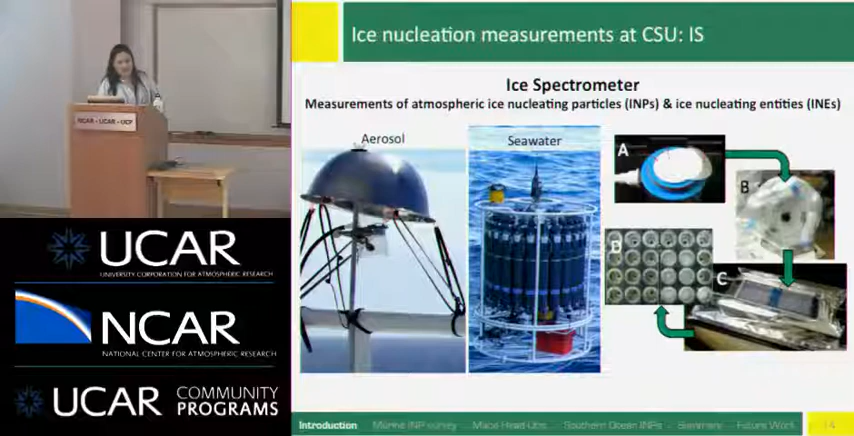 Ice nucleation measurements at CSU: IS
Ice Spectrometer
Measurements of atmospheric ice nucleating particles (INPs) & ice nucleating entities (INEs)
Aerosol
Seawater
A
B
D
C
NCAR - UCAR - UCP
UCAR
UNIVERSITY CORPORATION FOR ATMOSPHERIC RESEARCH
NCAR
NATIONAL CENTER FOR ATMOSPHERIC RESEARCH
UCAR COMMUNITY PROGRAMS
Introduction Marine INP survey Mace Head Obs. Southern Ocean INPs Summary Future Work 14